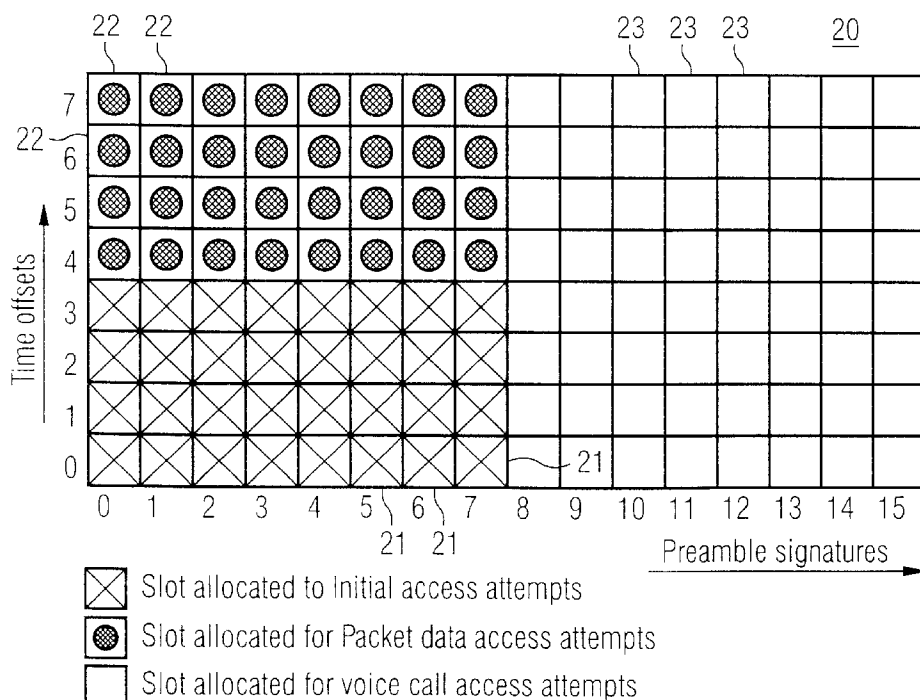 22 22 23 23 23 20
7
22
6
5
4
3
2
1
0
Time offsets
21
0 1 2 3 4 5 6 7 8 9 10 11 12 13 14 15
21 21
Preamble signatures
Slot allocated to Initial access attempts
Slot allocated for Packet data access attempts
Slot allocated for voice call access attempts